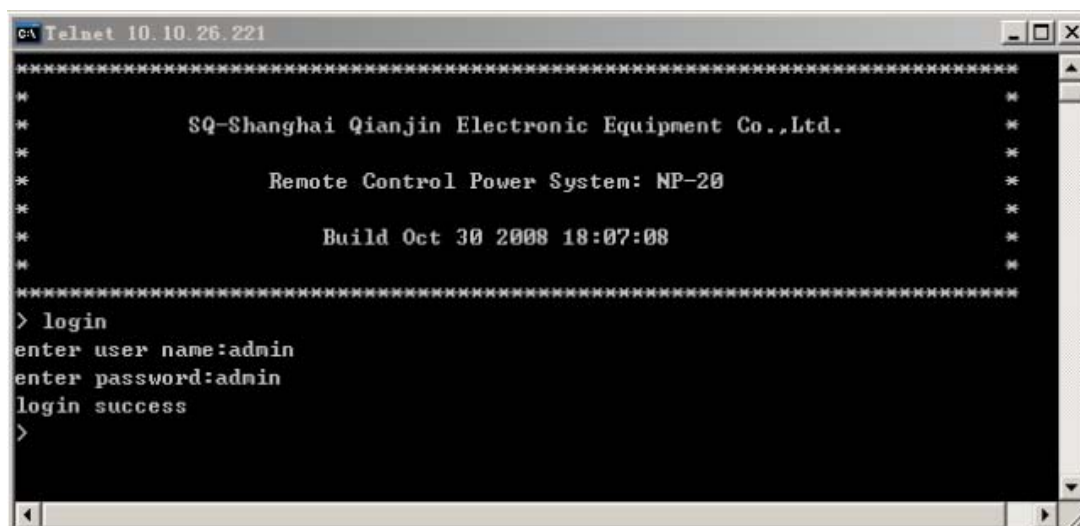 Telnet 10.10.26.221
***************************************************************************
*
*
* SQ-Shanghai Qianjin Electronic Equipment Co.,Ltd. *
* *
* Remote Control Power System: NP-20 *
* *
* Build Oct 30 2008 18:07:08 *
* *
***************************************************************************
> login
enter user name:admin
enter password:admin
login success
>